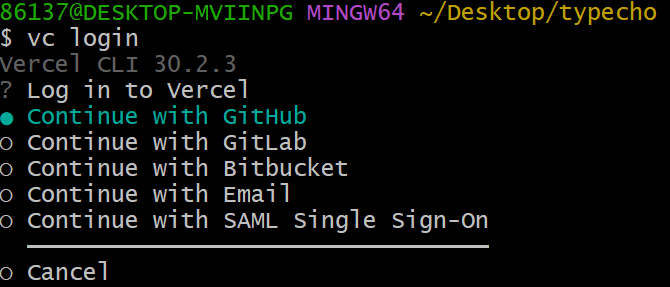 86137@DESKTOP-MVIINPG MINGW64 ~/Desktop/typecho
$ vc login
Vercel CLI 30.2.3
? Log in to Vercel
● Continue with GitHub
○ Continue with GitLab
○ Continue with Bitbucket
○ Continue with Email
○ Continue with SAML Single Sign-On
──────────────────────────────────
○ Cancel